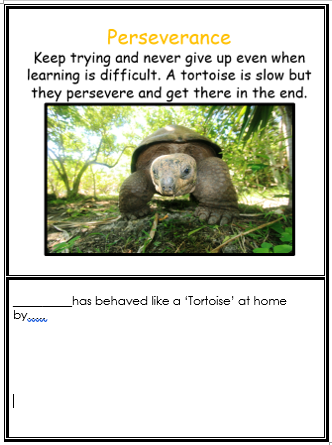 Perseverance
Keep trying and never give up even when
learning is difficult. A tortoise is slow but
they persevere and get there in the end.
__________has behaved like a ‘Tortoise’ at home
by……